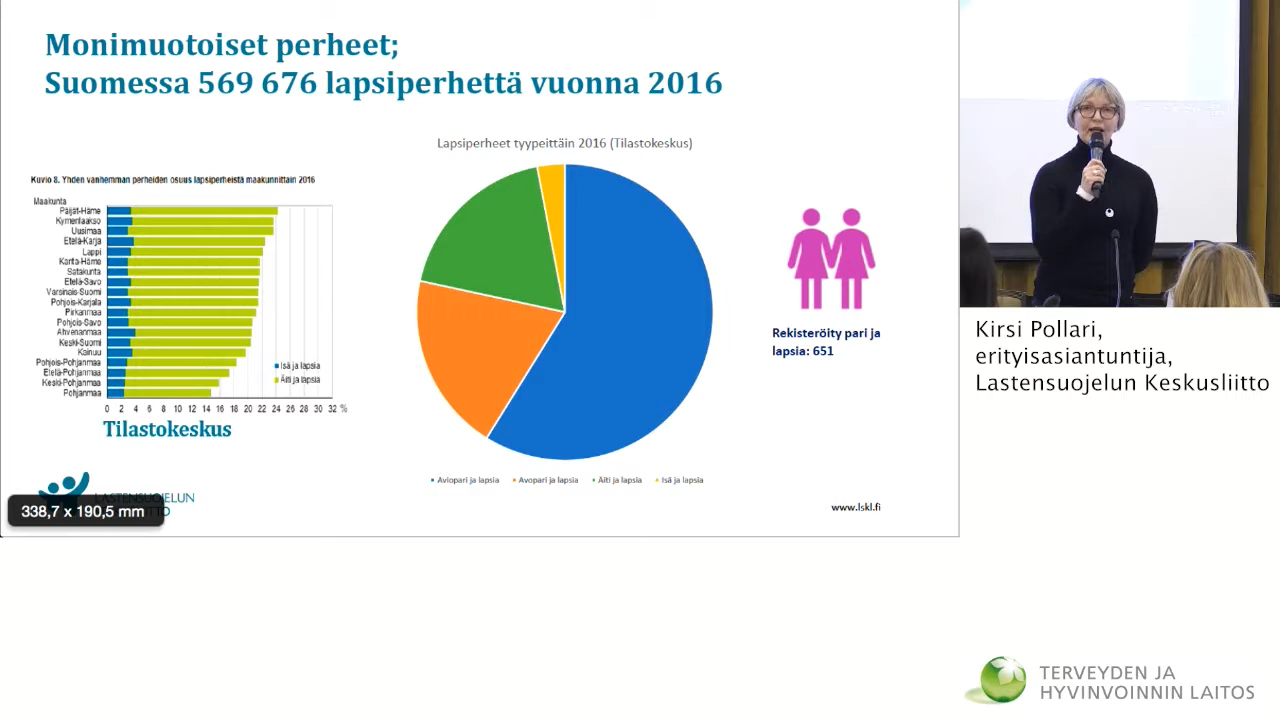 Monimuotoiset perheet;
Suomessa 569 676 lapsiperhettä vuonna 2016
Kuvio 8. Yhden vanhemman perheiden osuus lapsiperheistä maakunnittain 2016
Maakunta
Päijät-Häme
Kymenlaakso
Uusimaa
Etelä-Karja
Lappi
Kanta-Häme
Satakunta
Etelä-Savo
Varsinais-Suomi
Pohjois-Karjala
Pirkanmaa
Pohjois-Savo
Ahvenanmaa
Keski-Suomi
Kainuu
Pohjois-Pohjanmaa
Etelä-Pohjanmaa
Keski-Pohjanmaa
Pohjanmaa
Isä ja lapsia
Äiti ja lapsia
0 2 4 6 8 10 12 14 16 18 20 22 24 26 28 30 32 %
Tilastokeskus
Lapsiperheet tyypeittäin 2016 (Tilastokeskus)
Aviopari ja lapsia Avopari ja lapsia Äiti ja lapsia Isä ja lapsia
Rekisteröity pari ja
lapsia: 651
LASTENSUOJELUN
338,7 x 190,5 mm
www.lskl.fi
Kirsi Pollari,
erityisasiantuntija,
Lastensuojelun Keskusliitto
TERVEYDEN JA
HYVINVOINNIN LAITOS